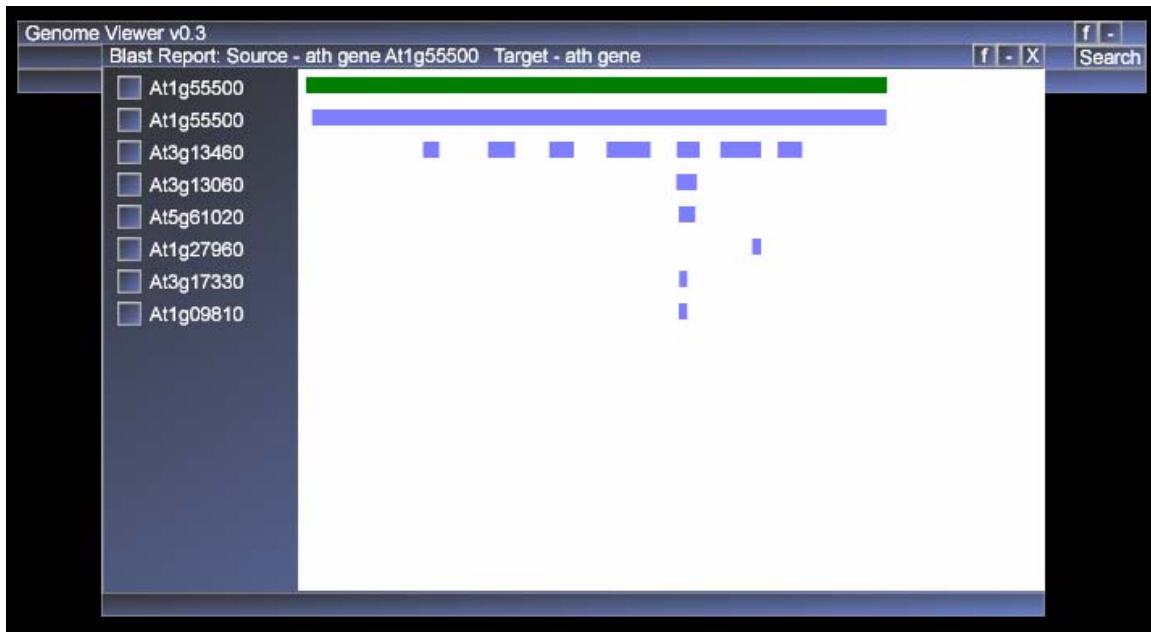 Genome Viewer v0.3 f -
Blast Report: Source - ath gene At1g55500 Target - ath gene f - X Search
At1g55500
At1g55500
At3g13460
At3g13060
At5g61020
At1g27960
At3g17330
At1g09810